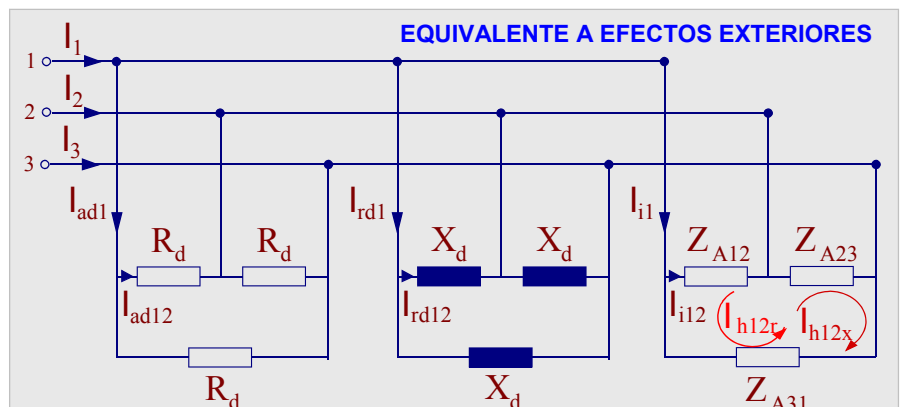 EQUIVALENTE A EFECTOS EXTERIORES
I1
1
I2
2
I3
3
Iad1
Ird1
Ii1
Rd Rd
Xd Xd
ZA12 ZA23
Iad12
Ird12
Ii12
Ih12r
Ih12x
Rd
Xd
ZA31